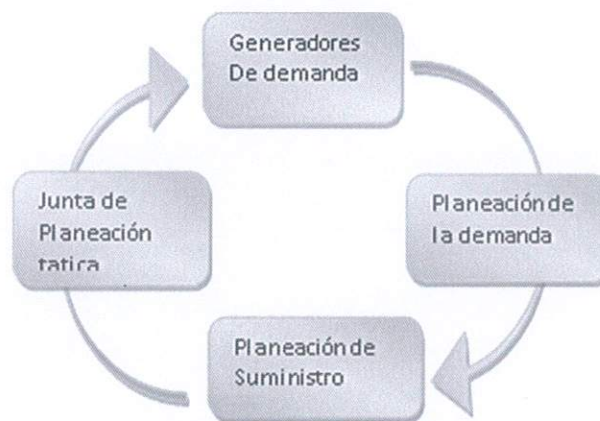 Generadores
De demanda
Planeación de
la demanda
Planeación de
Suministro
Junta de
Planeación
tatica